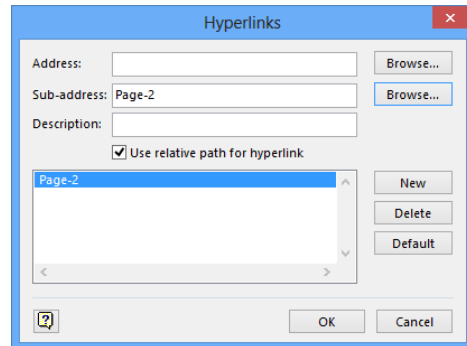 Hyperlinks
Address: Browse...
Sub-address: Page-2 Browse...
Description:
Use relative path for hyperlink
Page-2
New
Delete
Default
OK Cancel